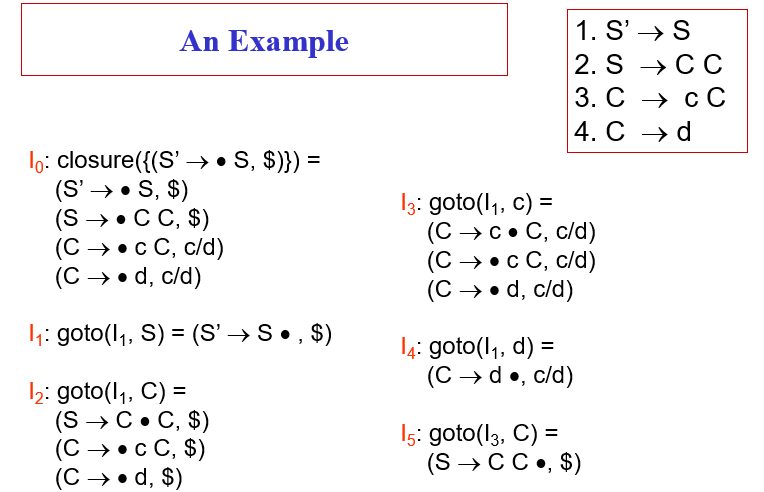 An Example
1. S’ → S
2. S → C C
3. C → c C
4. C → d
I₀: closure({(S’ → • S, $)}) =
(S’ → • S, $)
(S → • C C, $)
(C → • c C, c/d)
(C → • d, c/d)
I₁: goto(I₁, S) = (S’ → S • , $)
I₂: goto(I₁, C) =
(S → C • C, $)
(C → • c C, $)
(C → • d, $)
I₃: goto(I₁, c) =
(C → c • C, c/d)
(C → • c C, c/d)
(C → • d, c/d)
I₄: goto(I₁, d) =
(C → d •, c/d)
I₅: goto(I₃, C) =
(S → C C •, $)